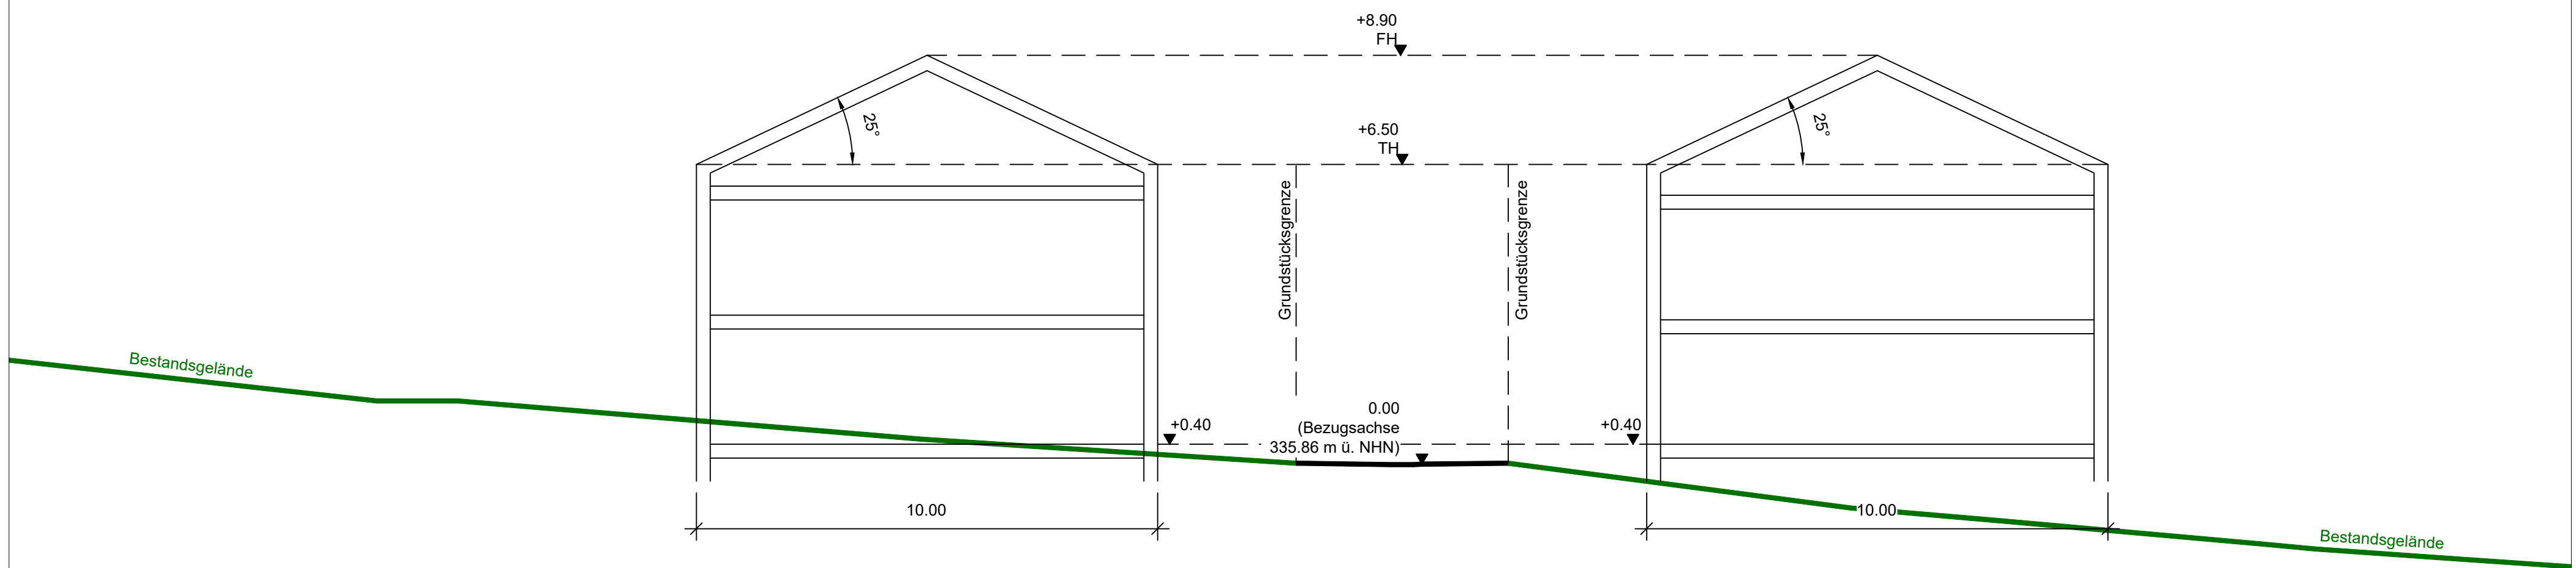 +8.90
FH
25°
25°
+6.50
TH
Grundstücksgrenze
Grundstücksgrenze
Bestandsgelände
+0.40
0.00
(Bezugsachse
335.86 m ü. NHN)
+0.40
10.00
10.00
Bestandsgelände